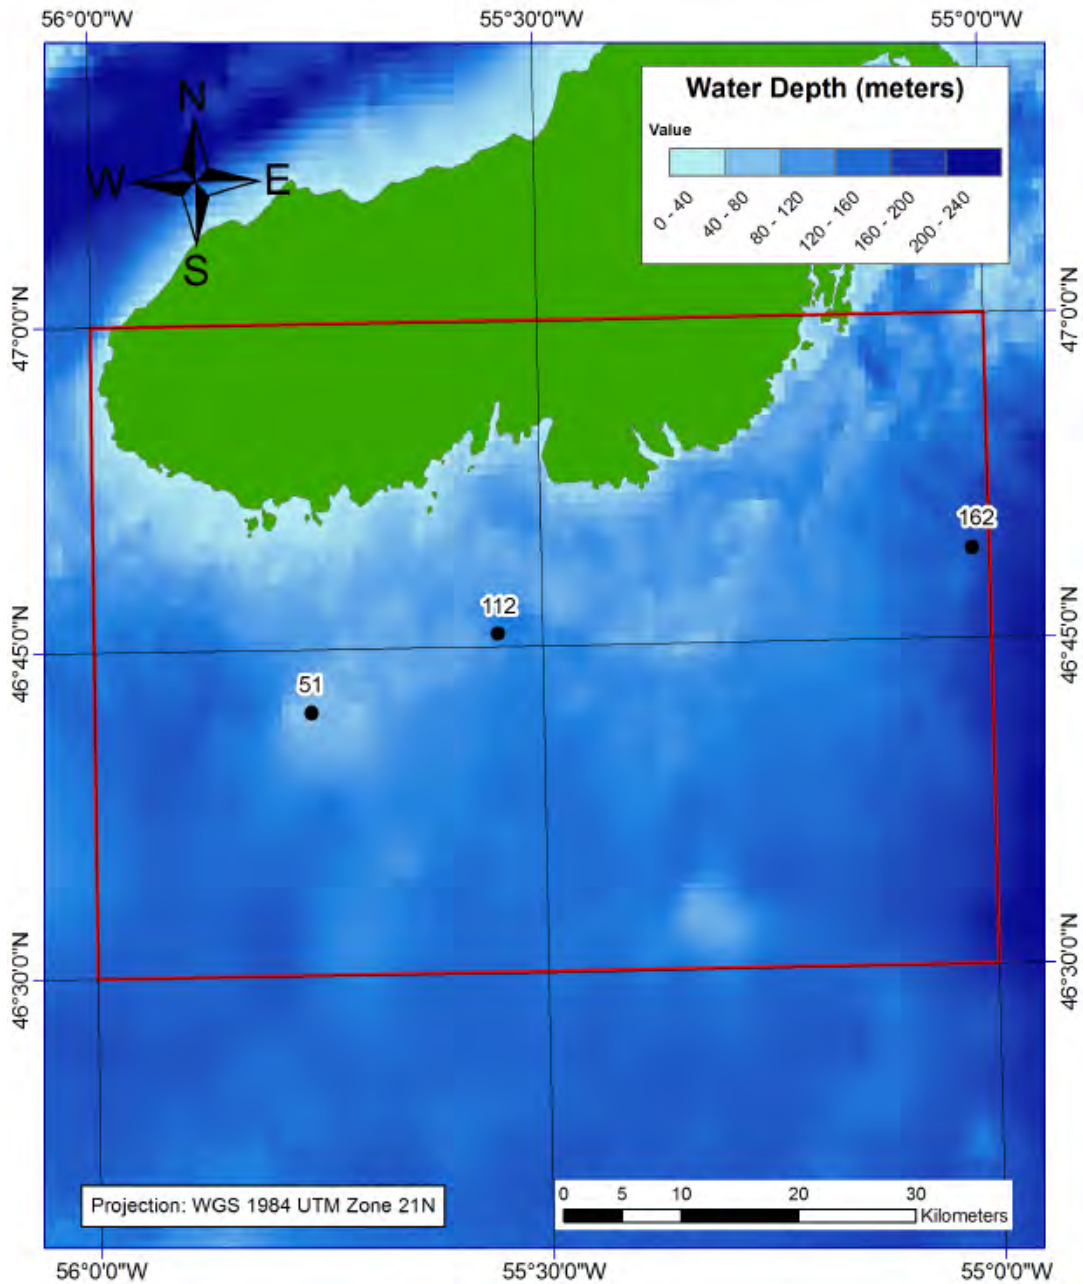 56°0'0"W 55°30'0"W 55°0'0"W
N
W E
S
Water Depth (meters)
Value
0 - 40 40 - 80 80 - 120 120 - 160 160 - 200 200 - 240
47°0'0"N 47°0'0"N
162
112
46°45'0"N 46°45'0"N
51
46°30'0"N 46°30'0"N
Projection: WGS 1984 UTM Zone 21N
0 5 10 20 30
Kilometers
56°0'0"W 55°30'0"W 55°0'0"W